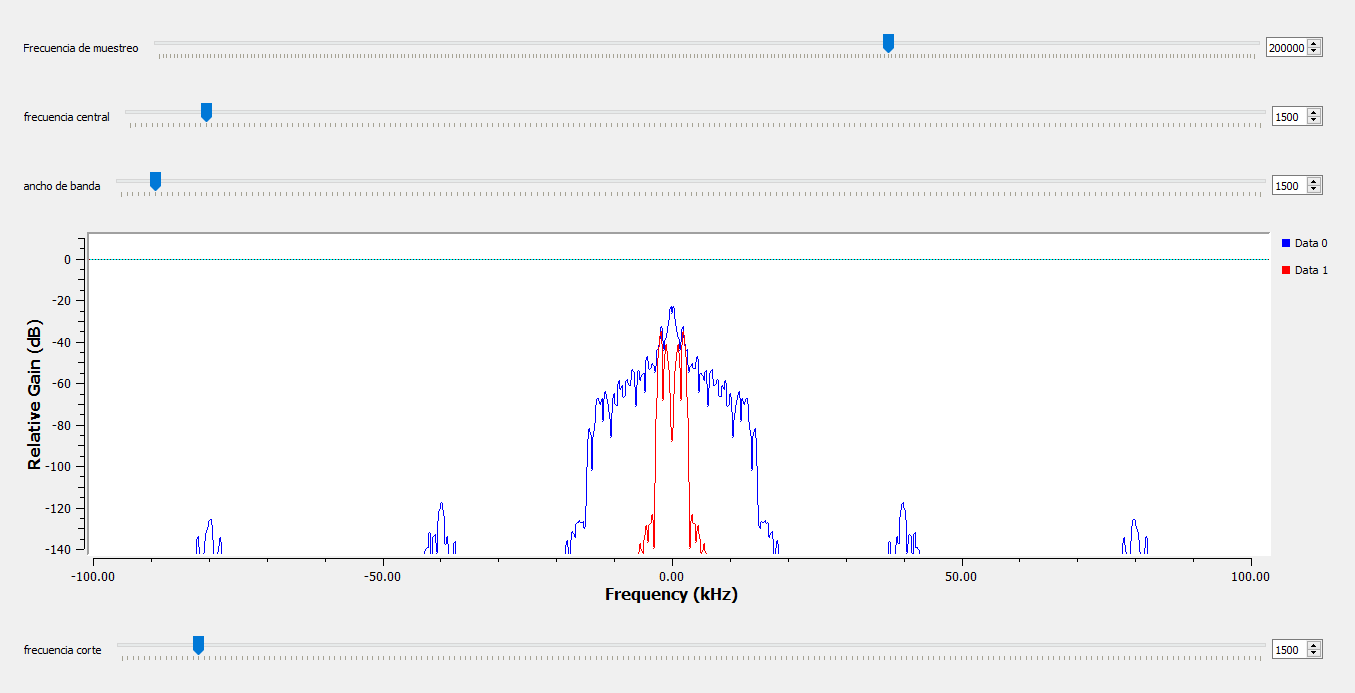 Frecuencia de muestreo 200000
frecuencia central 1500
ancho de banda 1500
Data 0
Data 1
Relative Gain (dB)
0
-20
-40
-60
-80
-100
-120
-140
-100.00 -50.00 0.00 50.00 100.00
Frequency (kHz)
frecuencia corte 1500